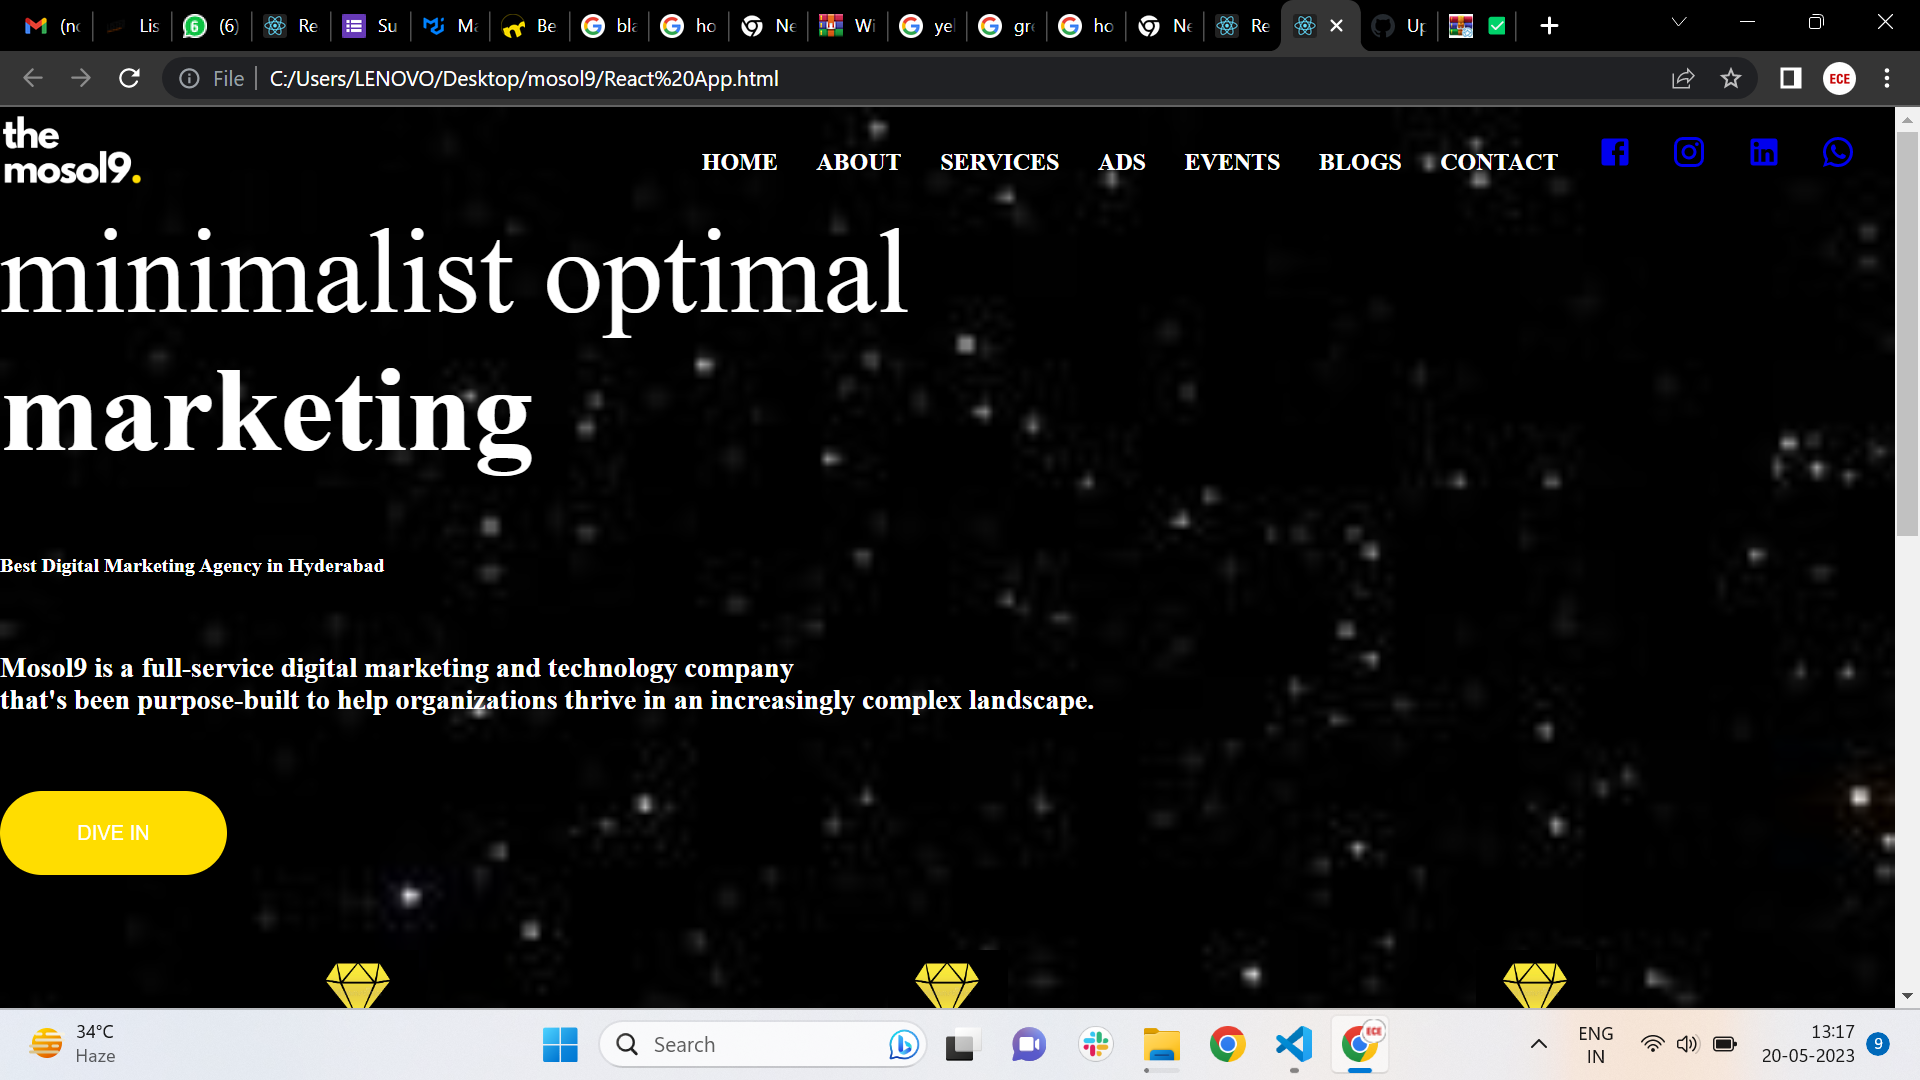 (no
Lis
(6)
Re
Su
Ma
Be
bla
ho
Ne
Wi
yel
gre
ho
Ne
Re
Up
File C:/Users/LENOVO/Desktop/mosol9/React%20App.html
ECE
the
mosol9.
HOME ABOUT SERVICES ADS EVENTS BLOGS CONTACT
minimalist optimal
marketing
Best Digital Marketing Agency in Hyderabad
Mosol9 is a full-service digital marketing and technology company
that's been purpose-built to help organizations thrive in an increasingly complex landscape.
DIVE IN
34°C
Haze
Search
ECE
ENG
IN
13:17
20-05-2023
9